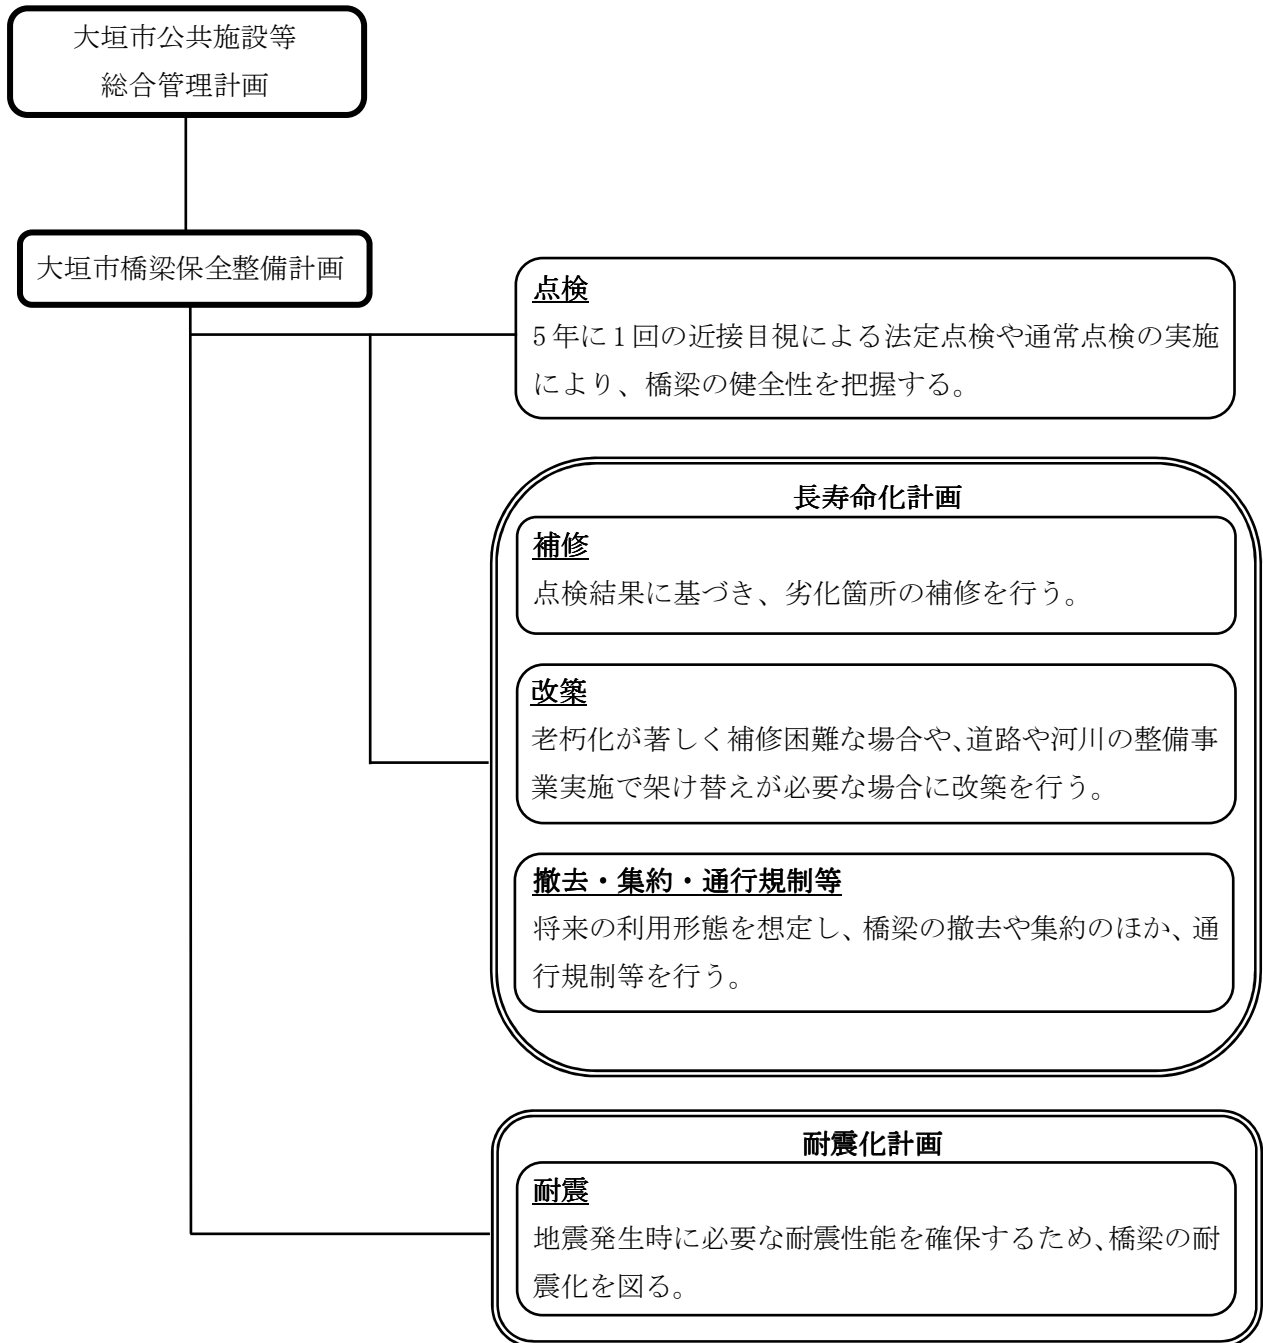 大垣市公共施設等
総合管理計画
大垣市橋梁保全整備計画
点検
5年に1回の近接目視による法定点検や通常点検の実施
により、橋梁の健全性を把握する。
長寿命化計画
補修
点検結果に基づき、劣化箇所の補修を行う。
改築
老朽化が著しく補修困難な場合や、道路や河川の整備事
業実施で架け替えが必要な場合に改築を行う。
撤去・集約・通行規制等
将来の利用形態を想定し、橋梁の撤去や集約のほか、通
行規制等を行う。
耐震化計画
耐震
地震発生時に必要な耐震性能を確保するため、橋梁の耐
震化を図る。